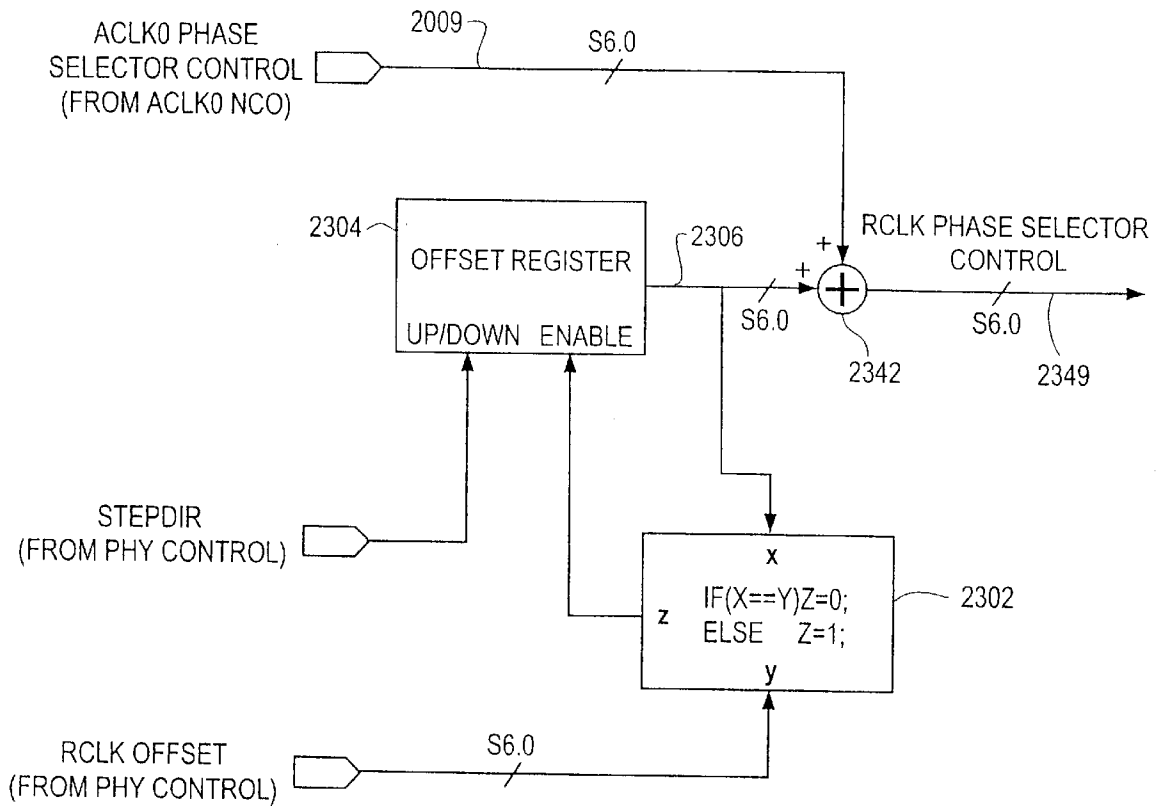 ACLK0 PHASE
SELECTOR CONTROL
(FROM ACLK0 NCO)
2009
S6.0
2304
OFFSET REGISTER
UP/DOWN ENABLE
2306
+
+
S6.0
+
2342
RCLK PHASE SELECTOR
CONTROL
S6.0
2349
STEPDIR
(FROM PHY CONTROL)
x
z
IF(X==Y)Z=0;
ELSE Z=1;
y
2302
RCLK OFFSET
(FROM PHY CONTROL)
S6.0